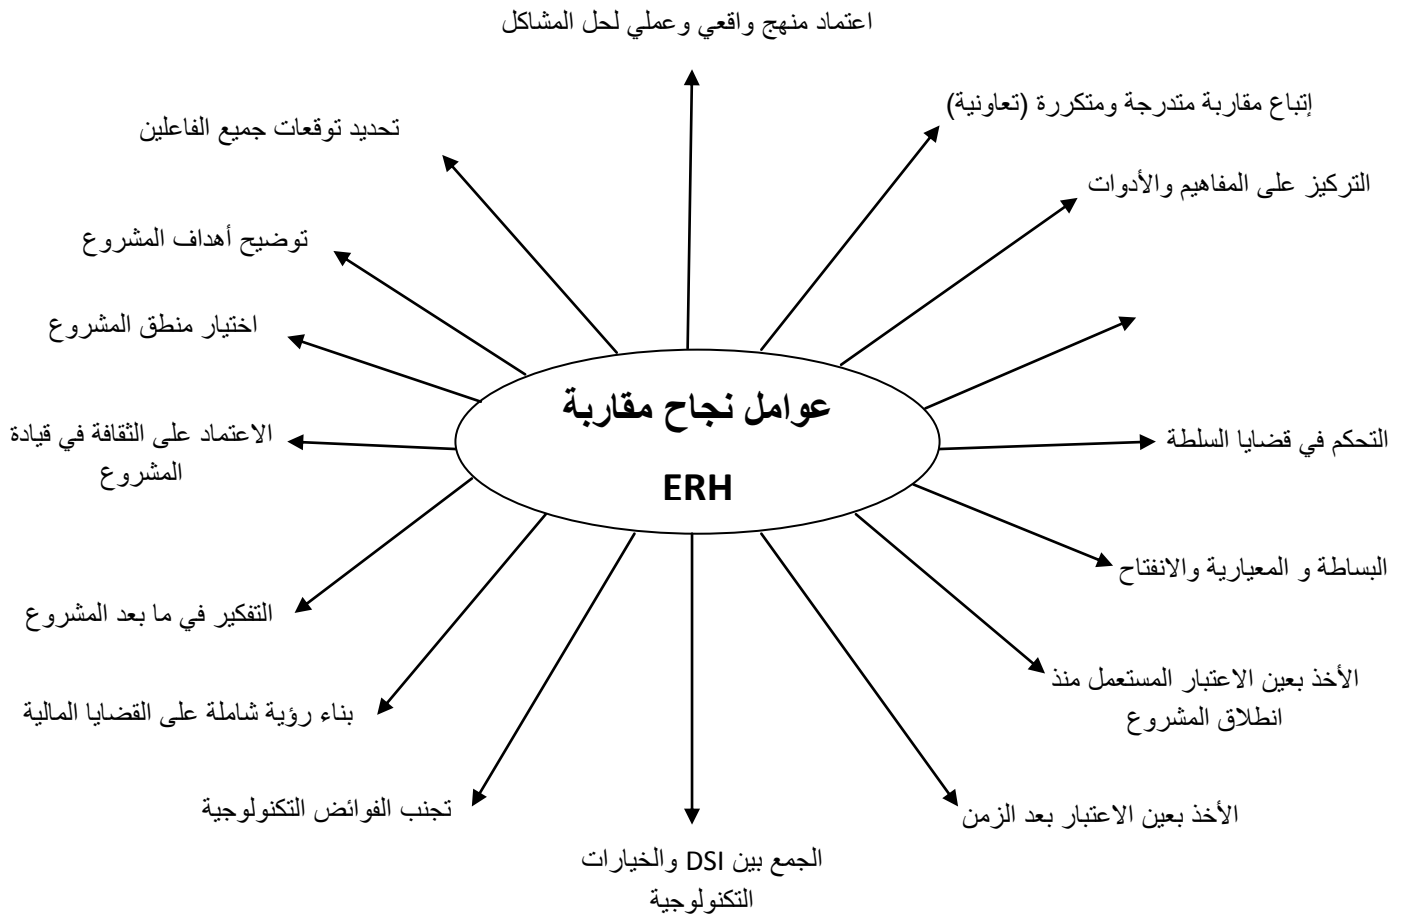 اعتماد منهج واقعي وعملي لحل المشاكل
إتباع مقاربة متدرجة ومتكررة (تعاونية)
تحديد توقعات جميع الفاعلين
التركيز على المفاهيم والأدوات
توضيح أهداف المشروع
اختيار منطق المشروع
عوامل نجاح مقاربة
ERH
الاعتماد على الثقافة في قيادة
المشروع
التحكم في قضايا السلطة
البساطة و المعيارية والانفتاح
التفكير في ما بعد المشروع
الأخذ بعين الاعتبار المستعمل منذ
انطلاق المشروع
بناء رؤية شاملة على القضايا المالية
تجنب الفوائض التكنولوجية
الأخذ بعين الاعتبار بعد الزمن
الجمع بين DSI والخيارات
التكنولوجية